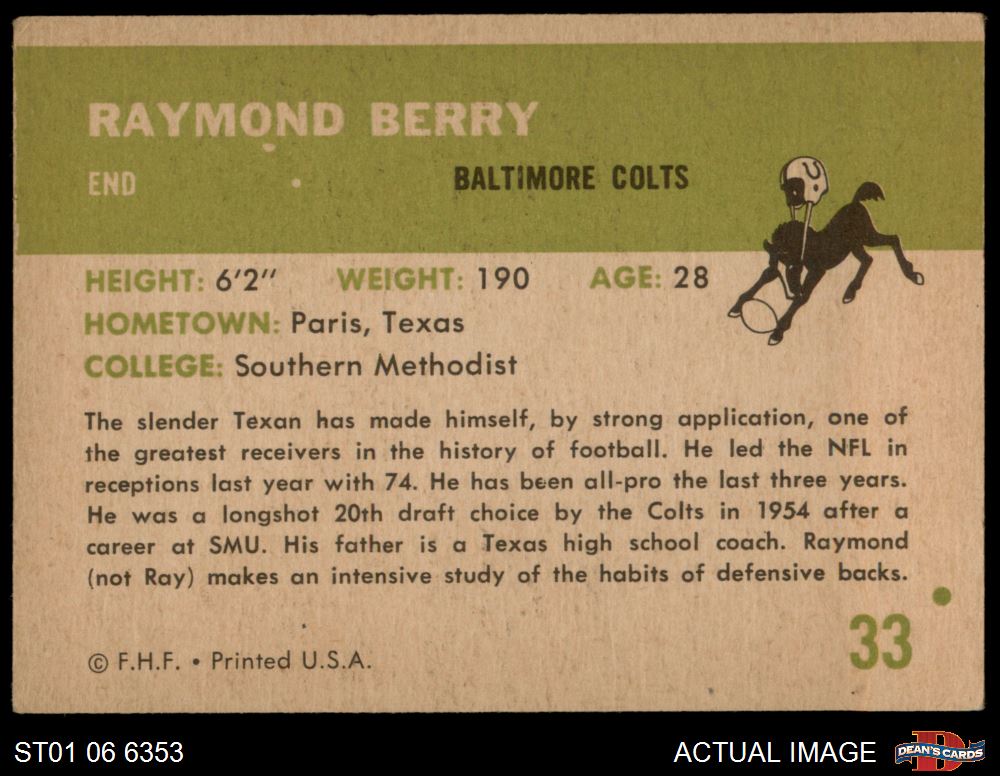 RAYMOND BERRY
END
BALTIMORE COLTS
HEIGHT: 6'2" WEIGHT: 190 AGE: 28
HOMETOWN: Paris, Texas
COLLEGE: Southern Methodist
The slender Texan has made himself, by strong application, one of
the greatest receivers in the history of football. He led the NFL in
receptions last year with 74. He has been all-pro the last three years.
He was a longshot 20th draft choice by the Colts in 1954 after a
career at SMU. His father is a Texas high school coach. Raymond
(not Ray) makes an intensive study of the habits of defensive backs.
33
© F.H.F. • Printed U.S.A.
ST01 06 6353
ACTUAL IMAGE
D
DEAN'S CARDS